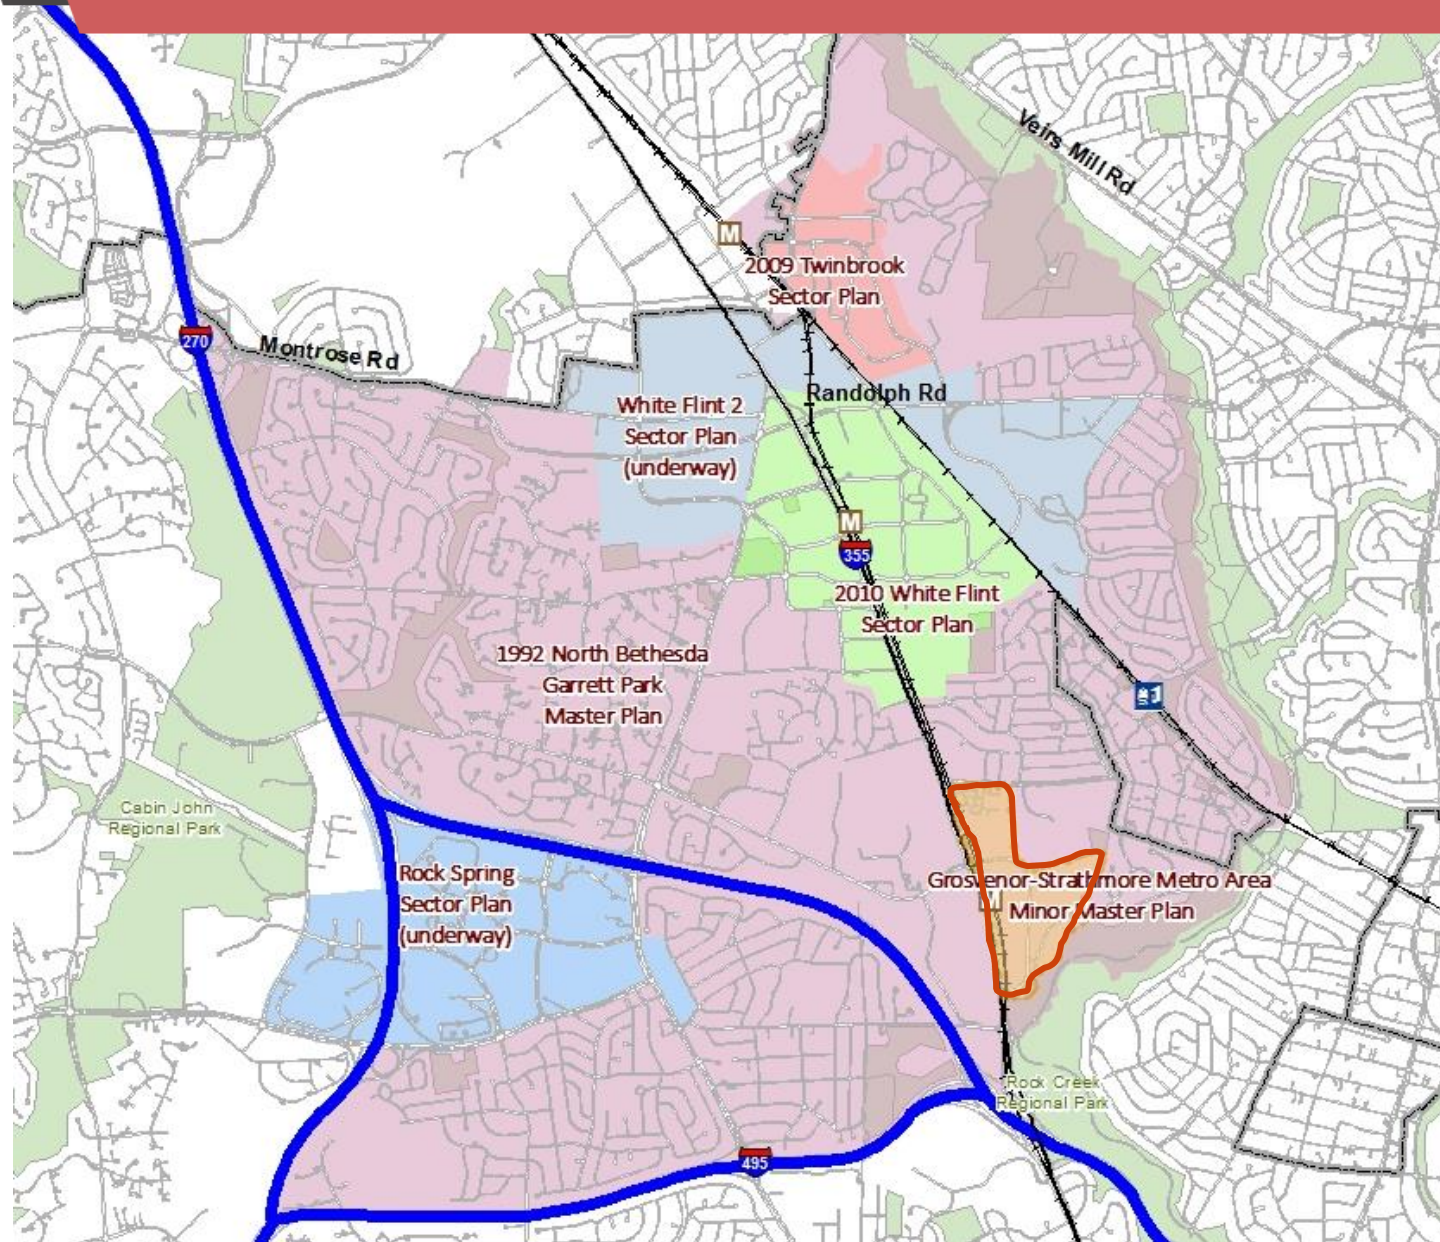 Veirs Mill Rd
M
2009 Twinbrook
Sector Plan
270
Montrose Rd
Randolph Rd
White Flint 2
Sector Plan
(underway)
M
355
2010 White Flint
Sector Plan
1992 North Bethesda
Garrett Park
Master Plan
Cabin John
Regional Park
Rock Spring
Sector Plan
(underway)
Grosvenor-Strathmore Metro Area
M
Minor Master Plan
Rock Creek
Regional Park
495